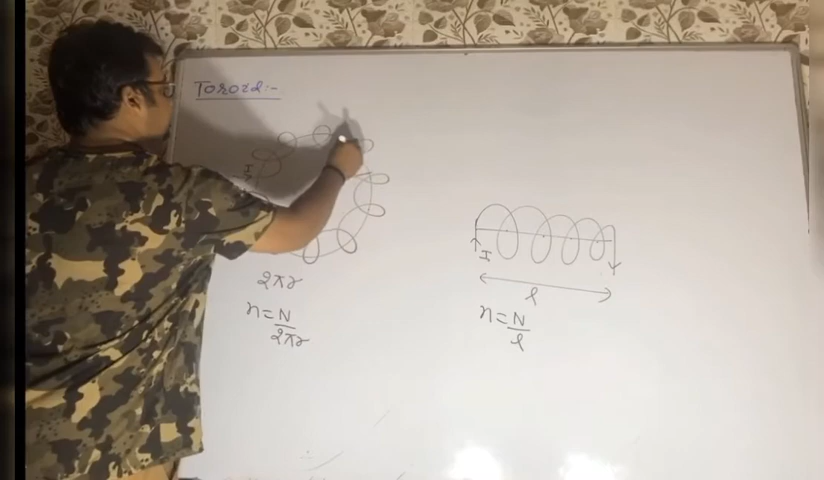 Toroid:-
I
2πr
n = N/2πr
I
l
n = N/l